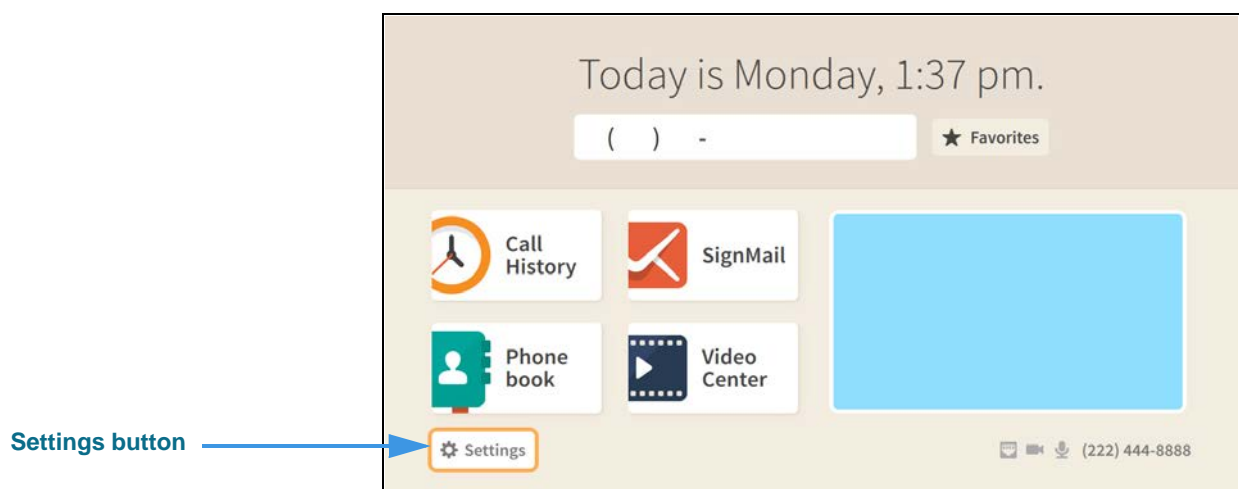 Today is Monday, 1:37 pm.
( ) -
★ Favorites
Call
History
SignMail
Phone
book
Video
Center
Settings button
Settings
(222) 444-8888